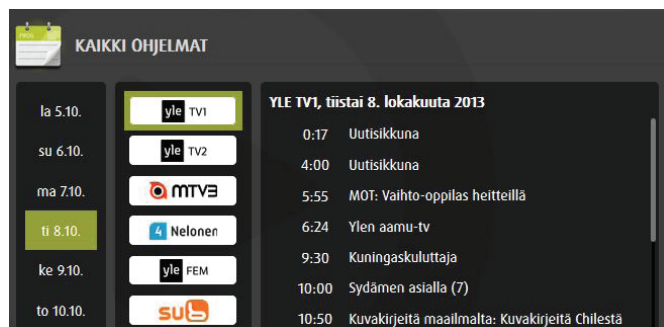 KAIKKI OHJELMAT
la 5.10.
su 6.10.
ma 7.10.
ti 8.10.
ke 9.10.
to 10.10.
yle TV1
yle TV2
MTV3
4 Nelonen
yle FEM
sub
YLE TV1, tiistai 8. lokakuuta 2013
0:17 Uutisikkuna
4:00 Uutisikkuna
5:55 MOT: Vaihto-oppilas heitteillä
6:24 Ylen aamu-tv
9:30 Kuningaskuluttaja
10:00 Sydämen asialla (7)
10:50 Kuvakirjeitä maailmalta: Kuvakirjeitä Chilestä